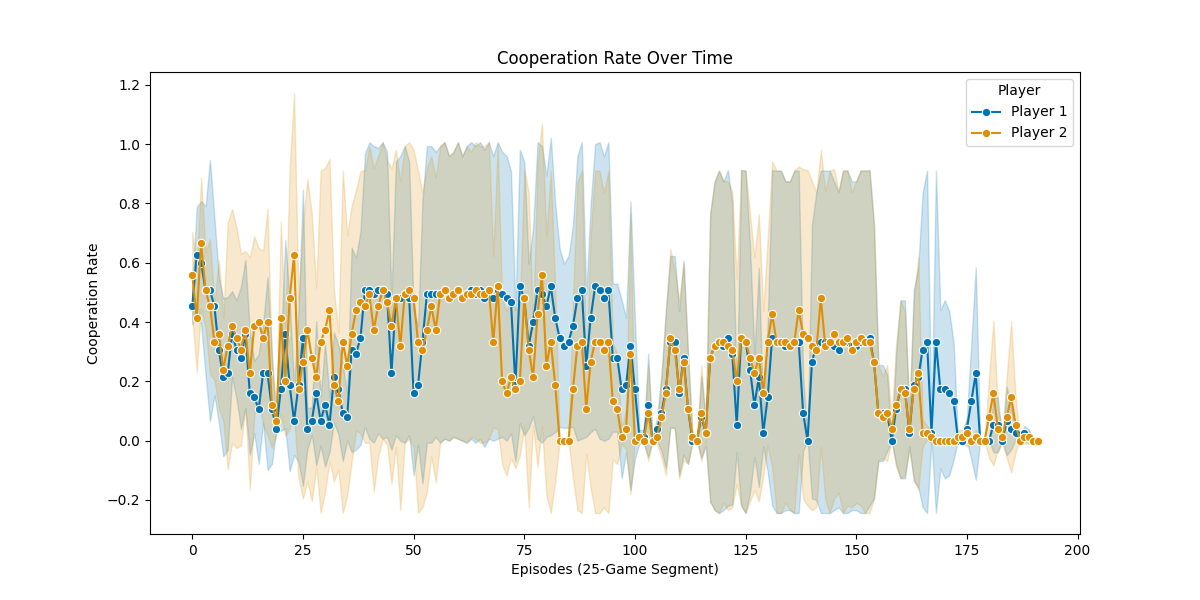 Cooperation Rate Over Time
Player
Player 1
Player 2
Cooperation Rate
1.2
1.0
0.8
0.6
0.4
0.2
0.0
−0.2
0
25
50
75
100
125
150
175
200
Episodes (25-Game Segment)